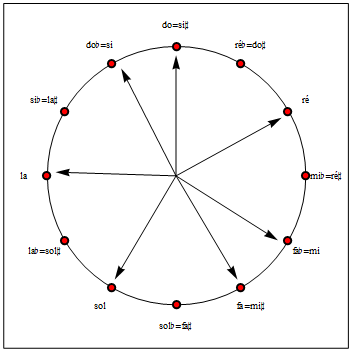 do=si♯
do♭=si
ré♭=do♯
si♭=la♯
ré
la
mi♭=ré♯
la♭=sol♯
fa♭=mi
sol
fa=mi♯
sol♭=fa♯